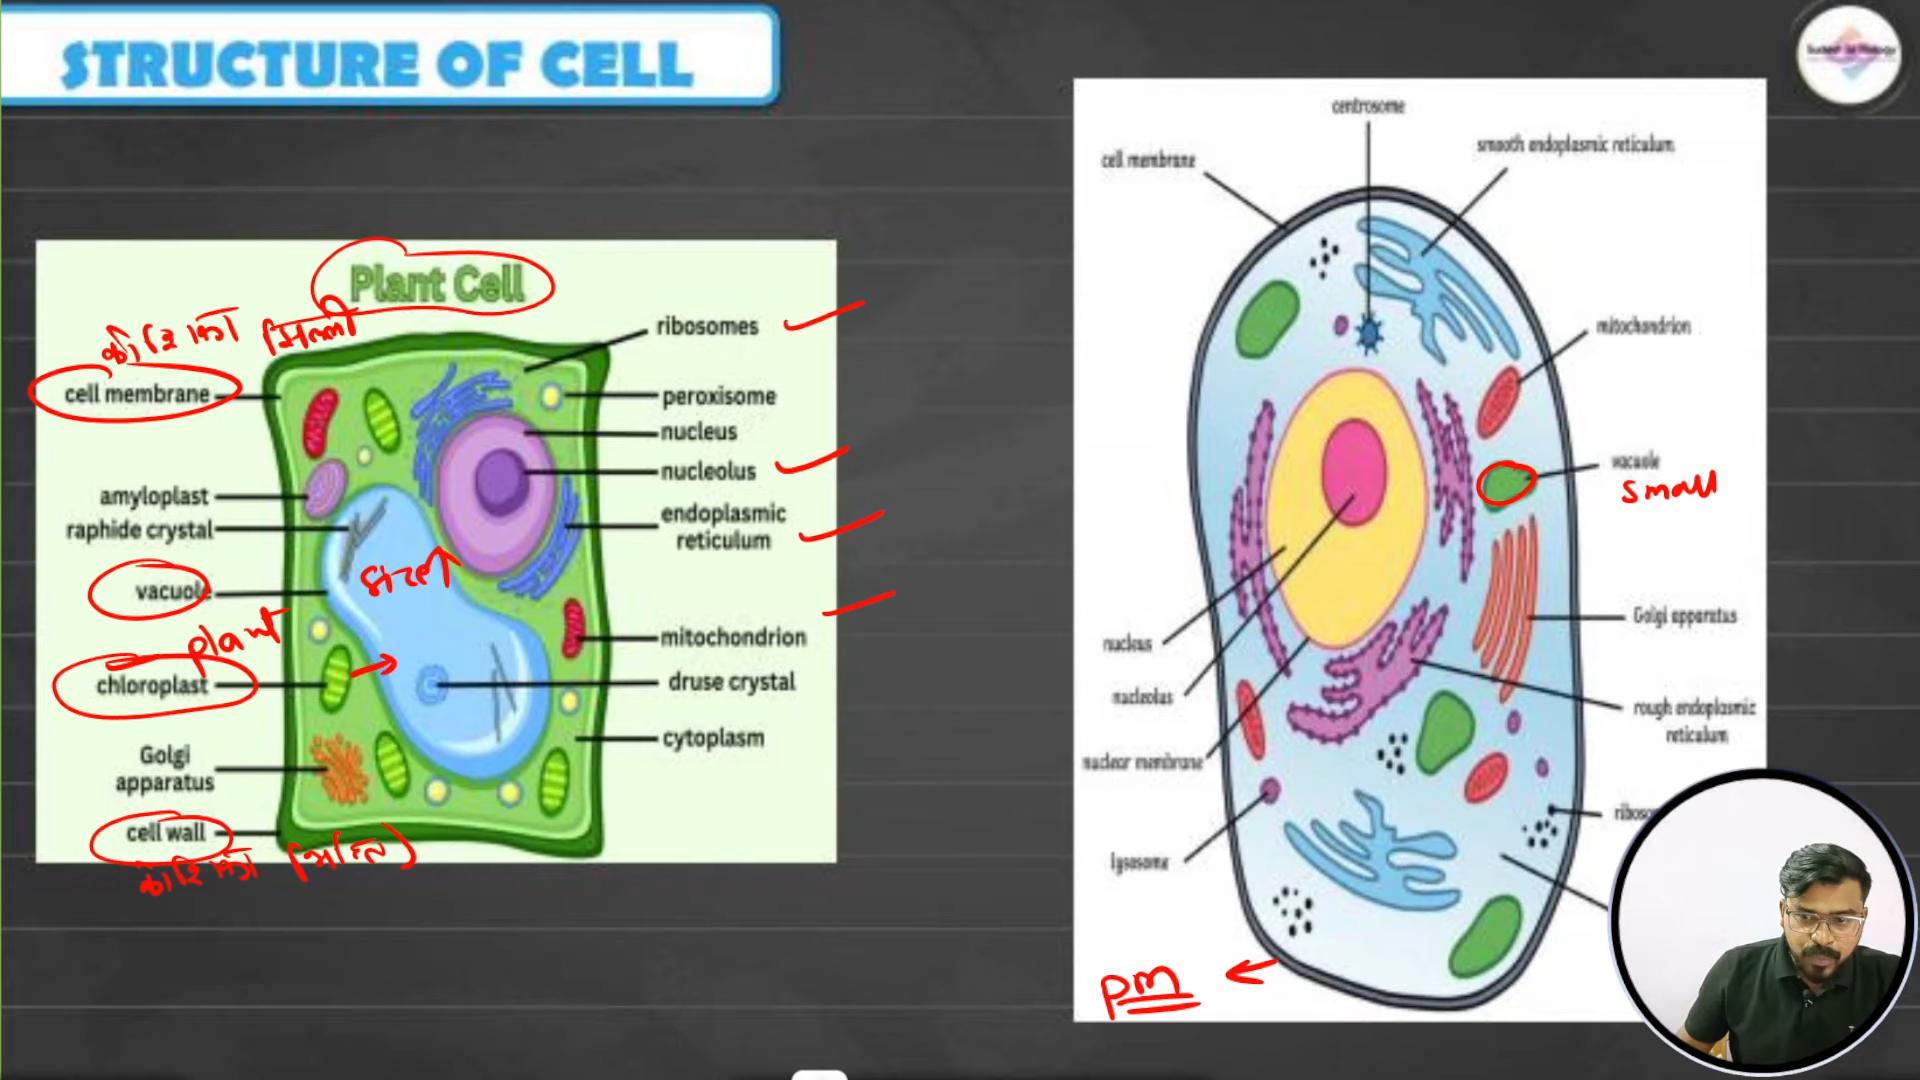 STRUCTURE OF CELL
Plant Cell
cell membrane
amyloplast
raphide crystal
vacuole
plant
chloroplast
Golgi
apparatus
cell wall
size↑
ribosomes
peroxisome
nucleus
nucleolus
endoplasmic
reticulum
mitochondrion
druse crystal
cytoplasm
centrosome
cell membrane
smooth endoplasmic reticulum
mitochondrion
vacuole
small
Golgi apparatus
rough endoplasmic
reticulum
nucleus
nucleolus
nuclear membrane
lysosome
pm